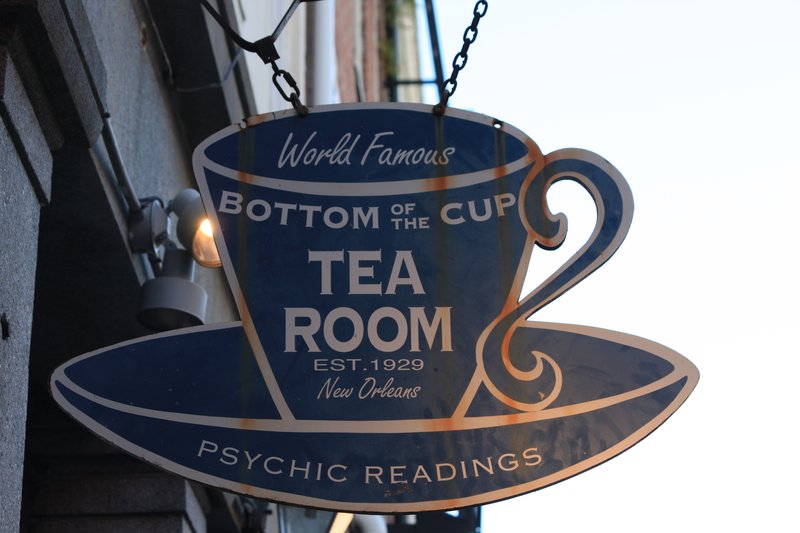 World Famous
BOTTOM OF THE CUP
TEA
ROOM
EST. 1929
New Orleans
PSYCHIC READINGS